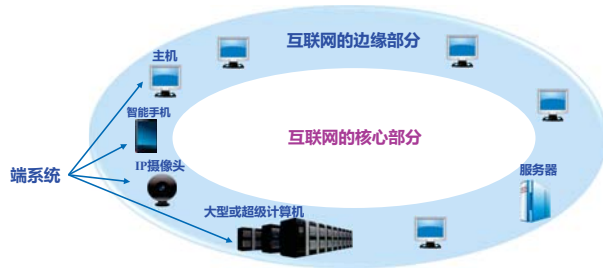 互联网的边缘部分
主机
智能手机
互联网的核心部分
IP摄像头
端系统
服务器
大型或超级计算机